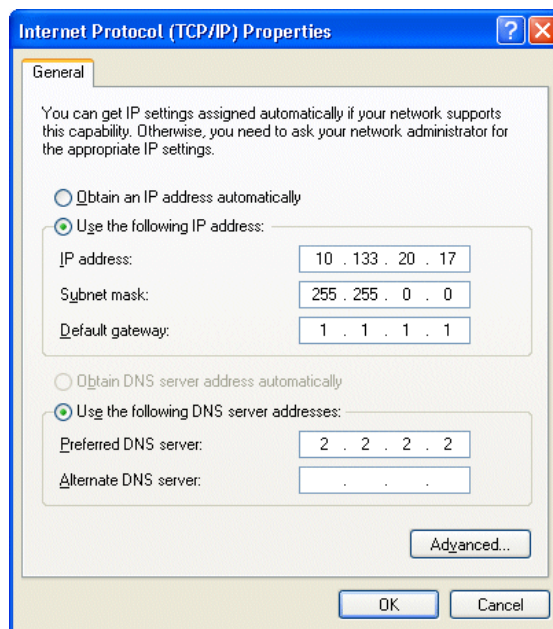 Internet Protocol (TCP/IP) Properties
General
You can get IP settings assigned automatically if your network supports
this capability. Otherwise, you need to ask your network administrator for
the appropriate IP settings.
Obtain an IP address automatically
Use the following IP address:
IP address: 10 . 133 . 20 . 17
Subnet mask: 255 . 255 . 0 . 0
Default gateway: 1 . 1 . 1 . 1
Obtain DNS server address automatically
Use the following DNS server addresses:
Preferred DNS server: 2 . 2 . 2 . 2
Alternate DNS server: . . .
Advanced...
OK Cancel